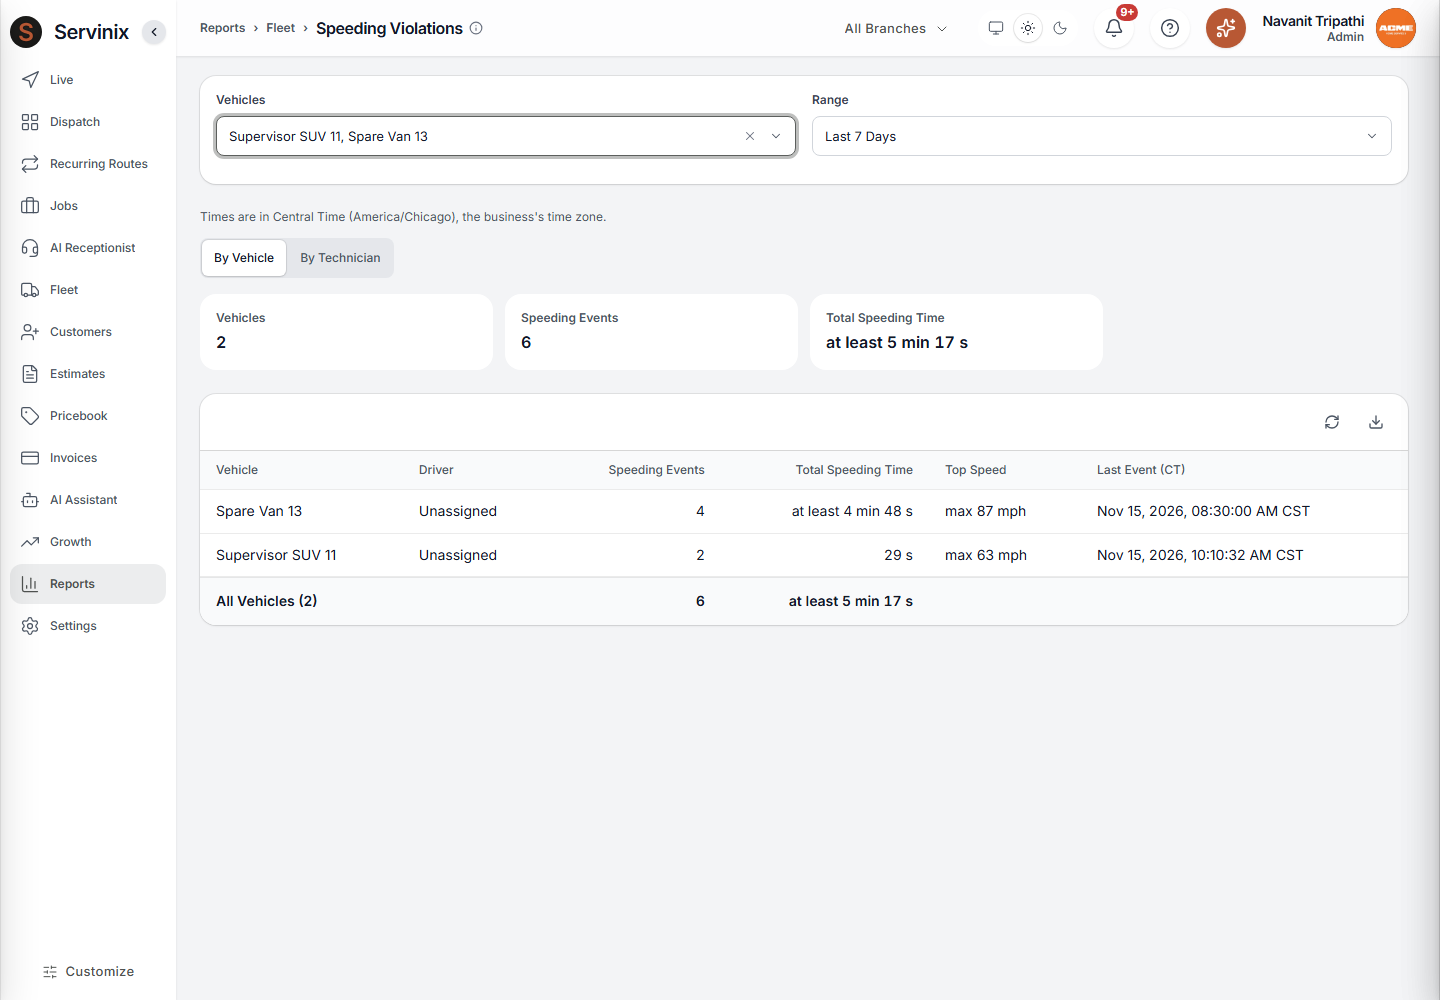 Servinix
Live
Dispatch
Recurring Routes
Jobs
AI Receptionist
Fleet
Customers
Estimates
Pricebook
Invoices
AI Assistant
Growth
Reports
Settings
Customize
Reports › Fleet › Speeding Violations
All Branches
9+
Navanit Tripathi
Admin
ACME
Vehicles
Supervisor SUV 11, Spare Van 13
Range
Last 7 Days
Times are in Central Time (America/Chicago), the business's time zone.
By Vehicle By Technician
Vehicles
2
Speeding Events
6
Total Speeding Time
at least 5 min 17 s
Vehicle Driver Speeding Events Total Speeding Time Top Speed Last Event (CT)
Spare Van 13 Unassigned 4 at least 4 min 48 s max 87 mph Nov 15, 2026, 08:30:00 AM CST
Supervisor SUV 11 Unassigned 2 29 s max 63 mph Nov 15, 2026, 10:10:32 AM CST
All Vehicles (2) 6 at least 5 min 17 s